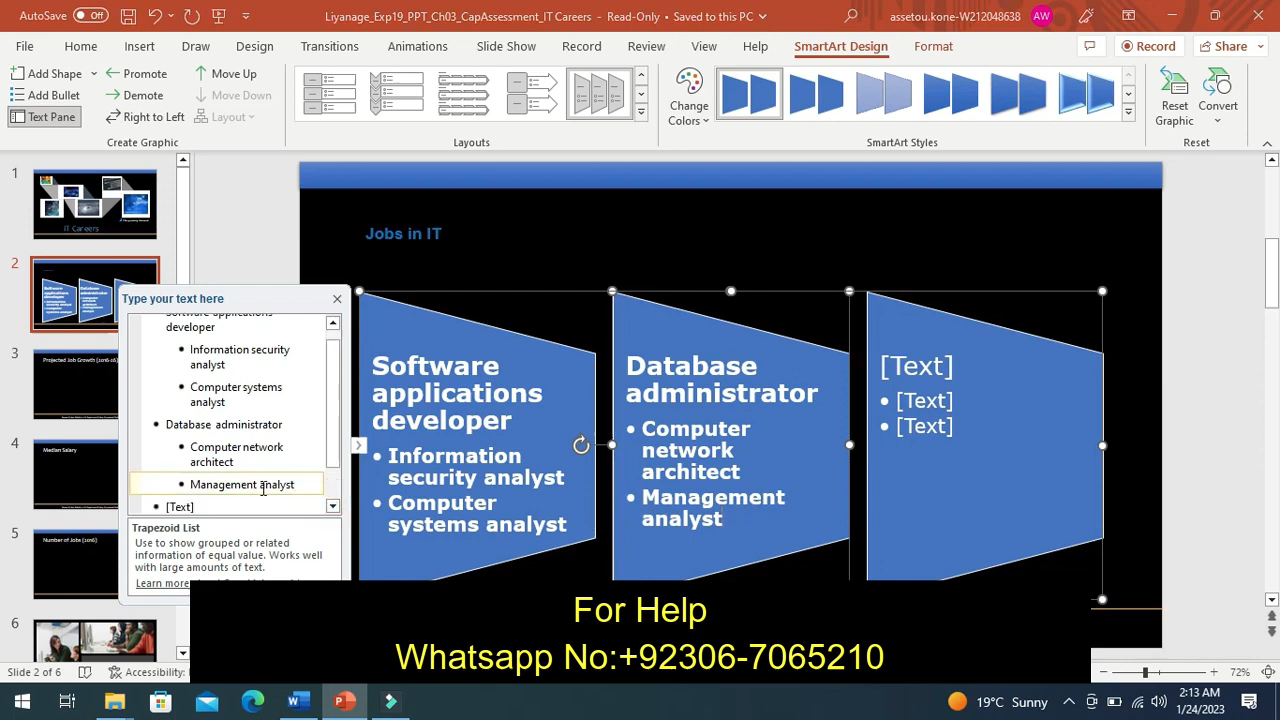 AutoSave Off
Liyanage_Exp19_PPT_Ch03_CapAssessment_IT Careers - Read-Only • Saved to this PC
assetou.kone-W212048638
AW
File
Home
Insert
Draw
Design
Transitions
Animations
Slide Show
Record
Review
View
Help
SmartArt Design
Format
Record
Share
Add Shape
Promote
Move Up
Add Bullet
Demote
Move Down
Text Pane
Right to Left
Layout
Create Graphic
Layouts
Change
Colors
SmartArt Styles
Reset
Graphic
Convert
Reset
1
IT Careers
2
3
Projected Job Growth (2016-26)
4
Median Salary
5
Number of Jobs (2016)
6
Type your text here
Software applications
developer
• Information security
analyst
• Computer systems
analyst
• Database administrator
• Computer network
architect
• Management analyst
• [Text]
Trapezoid List
Use to show grouped or related
information of equal value. Works well
with large amounts of text.
Jobs in IT
Software
applications
developer
• Information
security analyst
• Computer
systems analyst
Database
administrator
• Computer
network
architect
• Management
analyst
[Text]
• [Text]
• [Text]
For Help
Whatsapp No:+92306-7065210
Slide 2 of 6
Accessibility:
72%
19°C Sunny
2:13 AM
1/24/2023